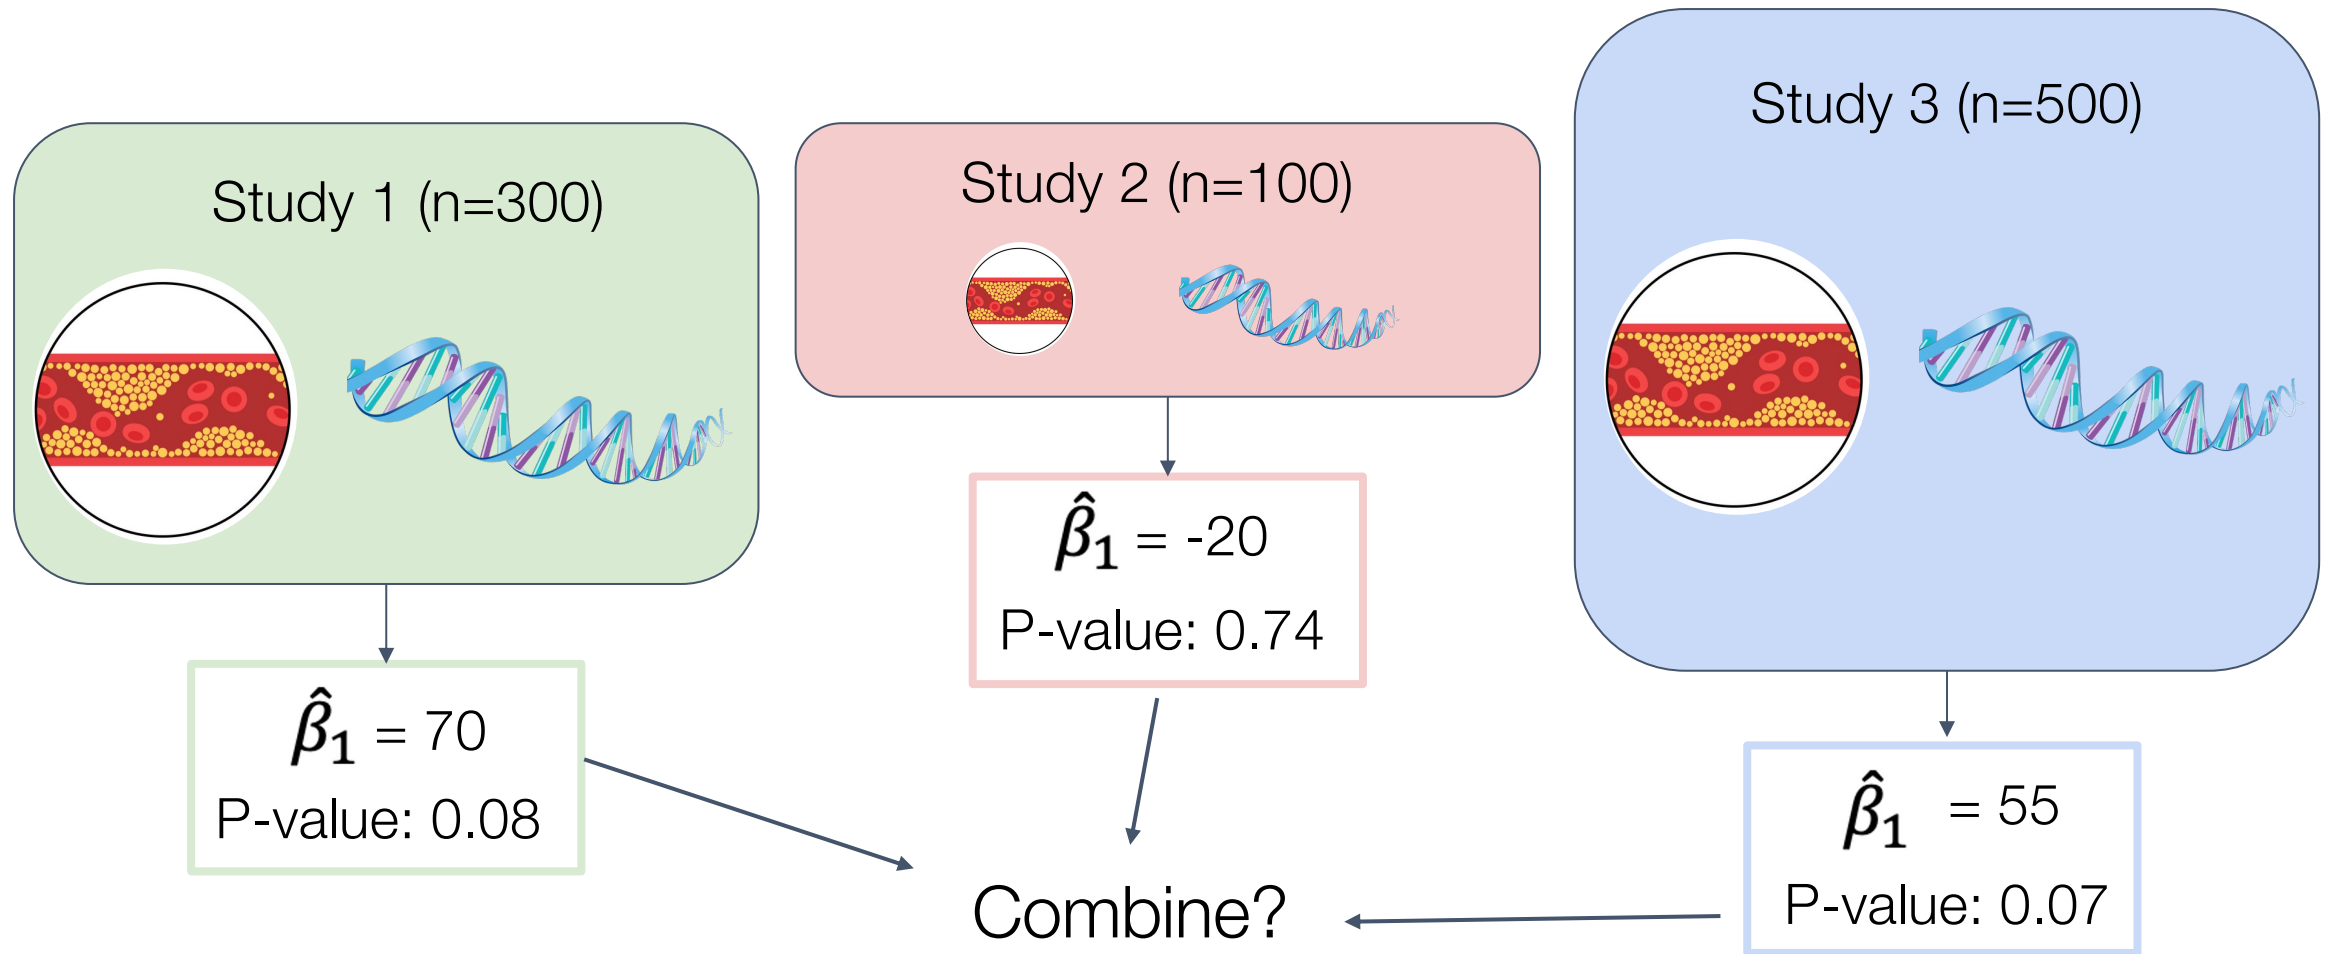 Study 1 (n=300)
β̂₁ = 70
P-value: 0.08
Study 2 (n=100)
β̂₁ = -20
P-value: 0.74
Study 3 (n=500)
β̂₁ = 55
P-value: 0.07
Combine?